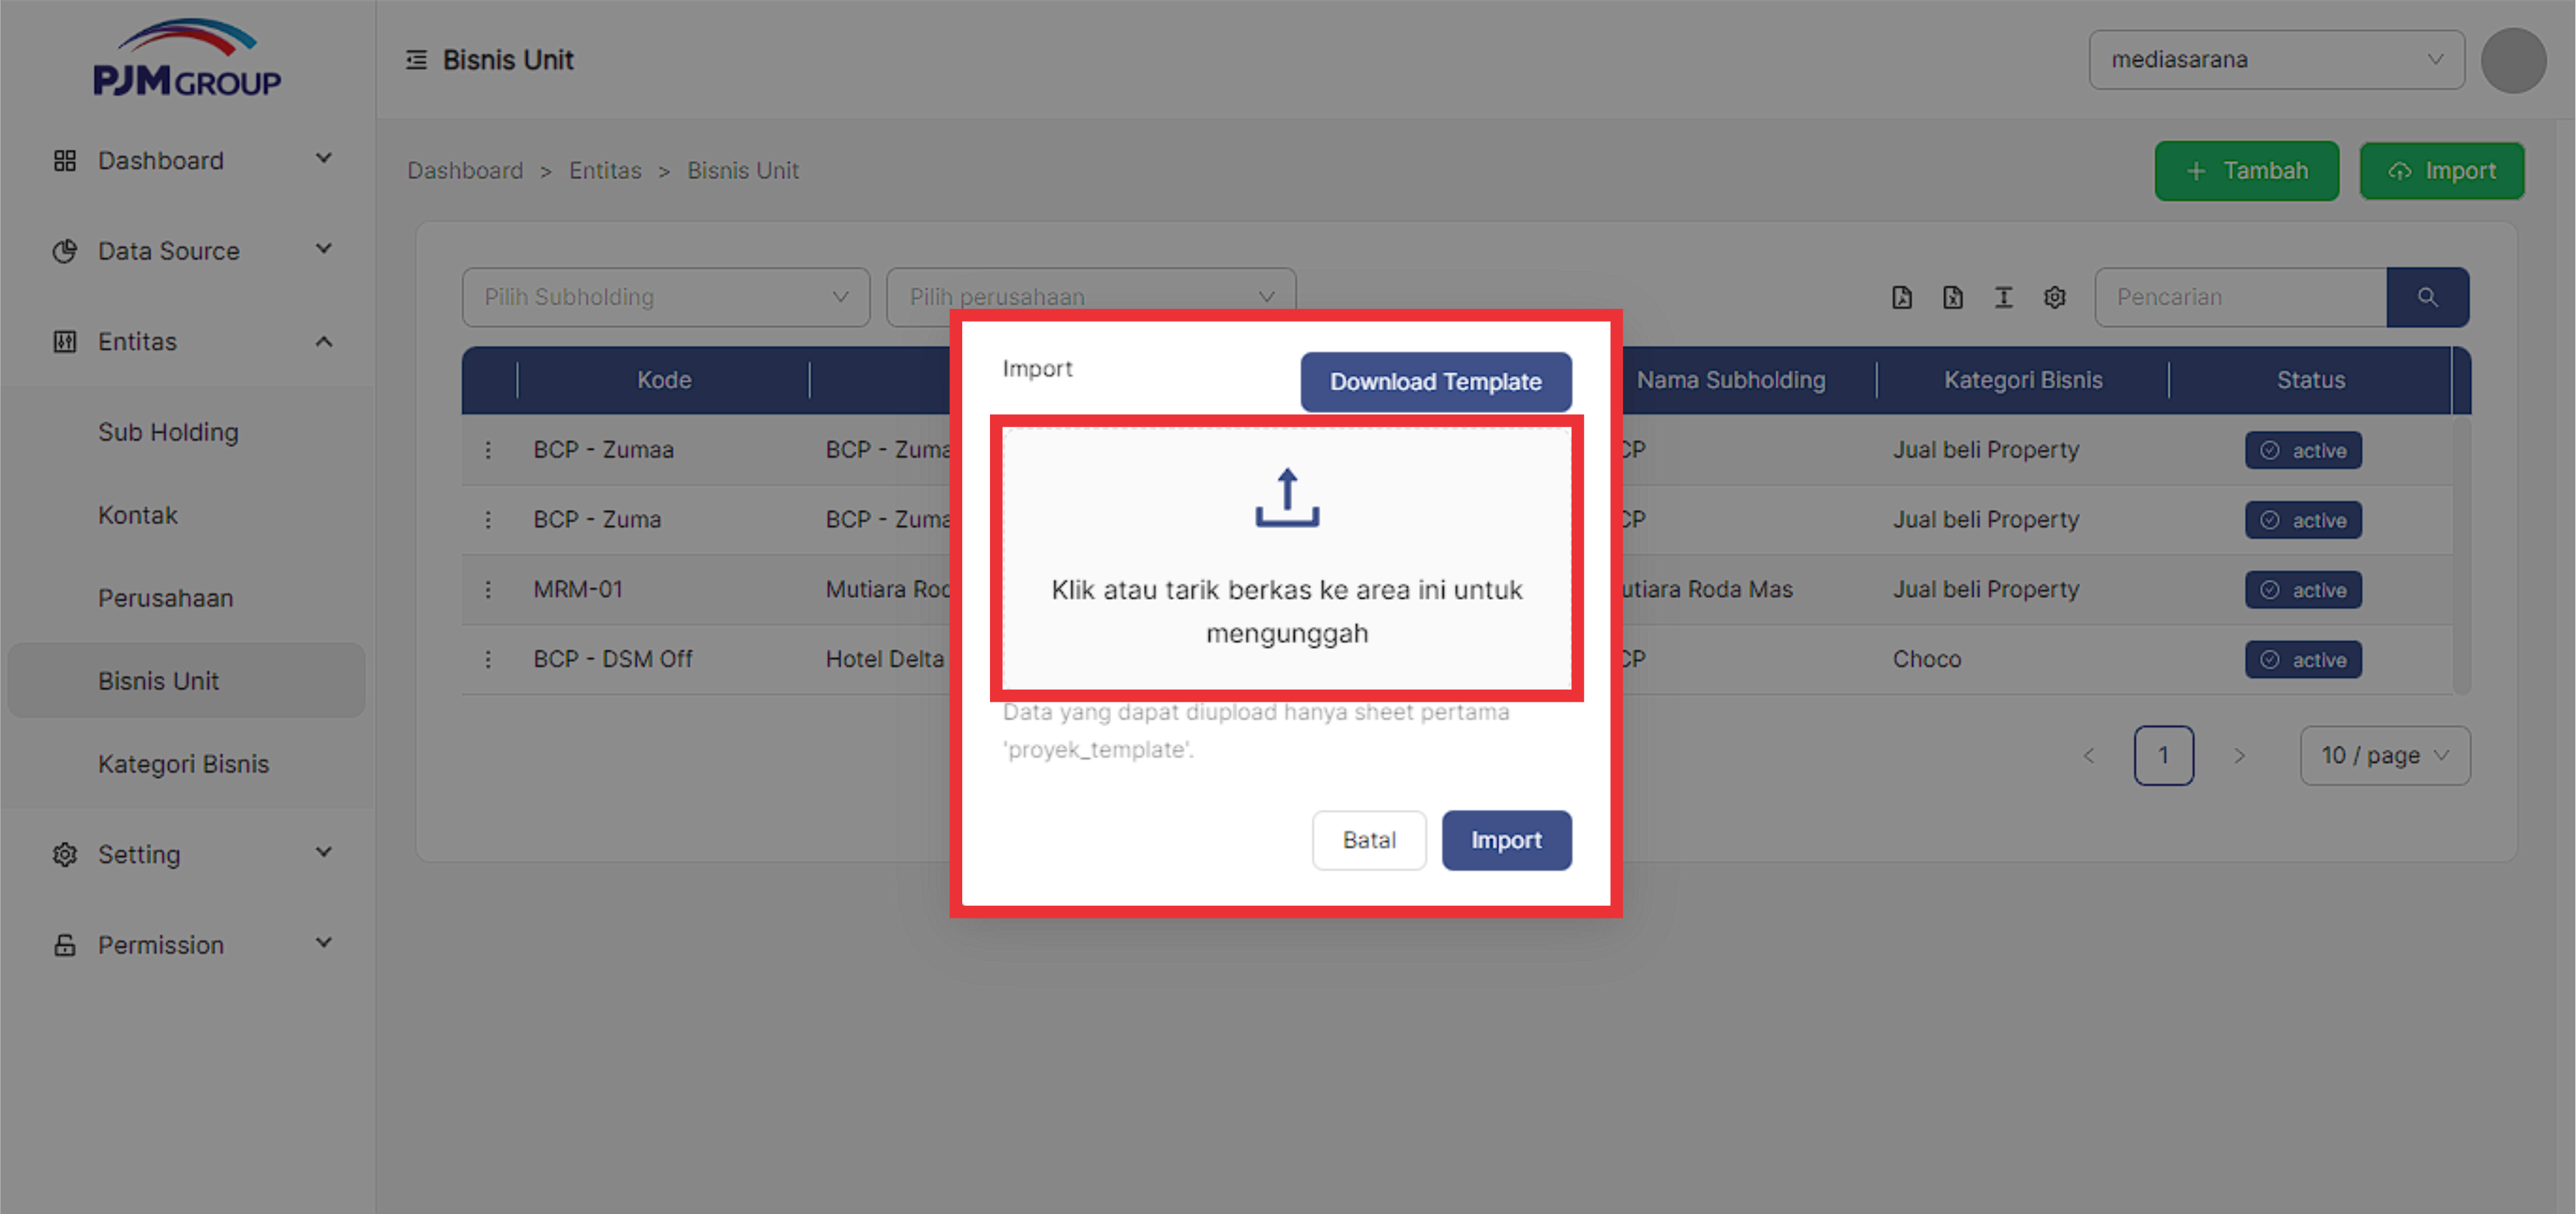 PJM GROUP
Bisnis Unit
mediasarana
Dashboard
Data Source
Entitas
Sub Holding
Kontak
Perusahaan
Bisnis Unit
Kategori Bisnis
Setting
Permission
Dashboard > Entitas > Bisnis Unit
+ Tambah
Import
Pilih Subholding
Pilih perusahaan
Pencarian
Kode
Nama Subholding
Kategori Bisnis
Status
BCP - Zumaa
BCP - Zuma
CP
Jual beli Property
active
BCP - Zuma
BCP - Zuma
CP
Jual beli Property
active
MRM-01
Mutiara Rod
utiara Roda Mas
Jual beli Property
active
BCP - DSM Off
Hotel Delta
CP
Choco
active
< 1 >
10 / page
Import
Download Template
Klik atau tarik berkas ke area ini untuk
mengunggah
Data yang dapat diupload hanya sheet pertama
'proyek_template'.
Batal
Import